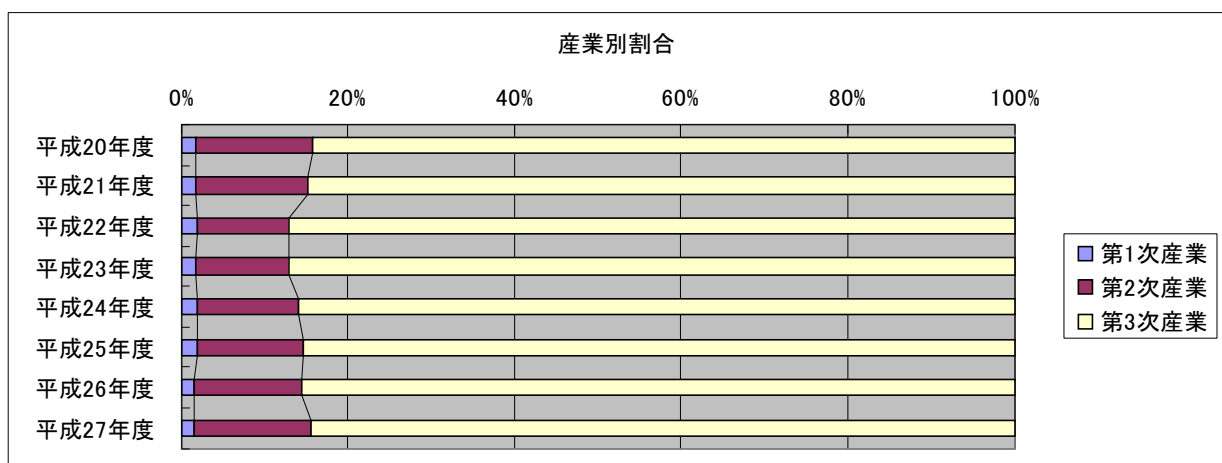 産業別割合
0% 20% 40% 60% 80% 100%
平成20年度
平成21年度
平成22年度
平成23年度
平成24年度
平成25年度
平成26年度
平成27年度
第1次産業
第2次産業
第3次産業